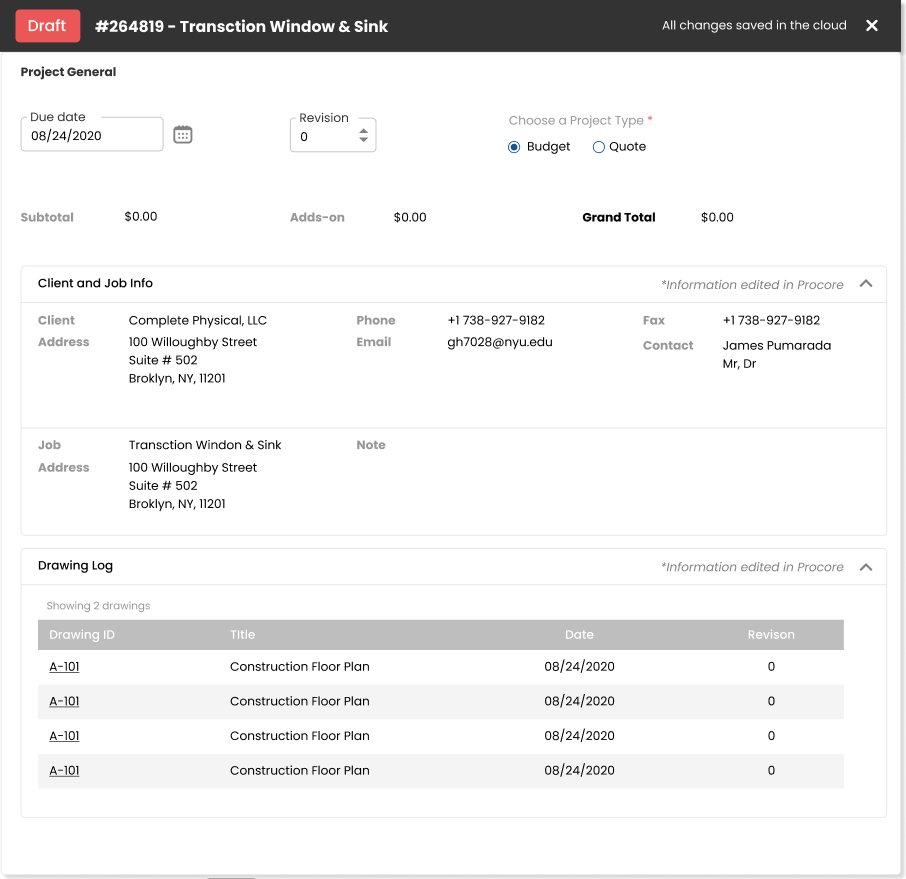 Draft #264819 - Transction Window & Sink All changes saved in the cloud
Project General
Due date
08/24/2020
Revision
0
Choose a Project Type *
Budget Quote
Subtotal $0.00 Adds-on $0.00 Grand Total $0.00
Client and Job Info *Information edited in Procore
Client Complete Physical, LLC Phone +1 738-927-9182 Fax +1 738-927-9182
Address 100 Willoughby Street Email gh7028@nyu.edu Contact James Pumarada
Suite # 502 Mr, Dr
Broklyn, NY, 11201
Job Transction Windon & Sink Note
Address 100 Willoughby Street
Suite # 502
Broklyn, NY, 11201
Drawing Log *Information edited in Procore
Showing 2 drawings
Drawing ID TItle Date Revison
A-101 Construction Floor Plan 08/24/2020 0
A-101 Construction Floor Plan 08/24/2020 0
A-101 Construction Floor Plan 08/24/2020 0
A-101 Construction Floor Plan 08/24/2020 0